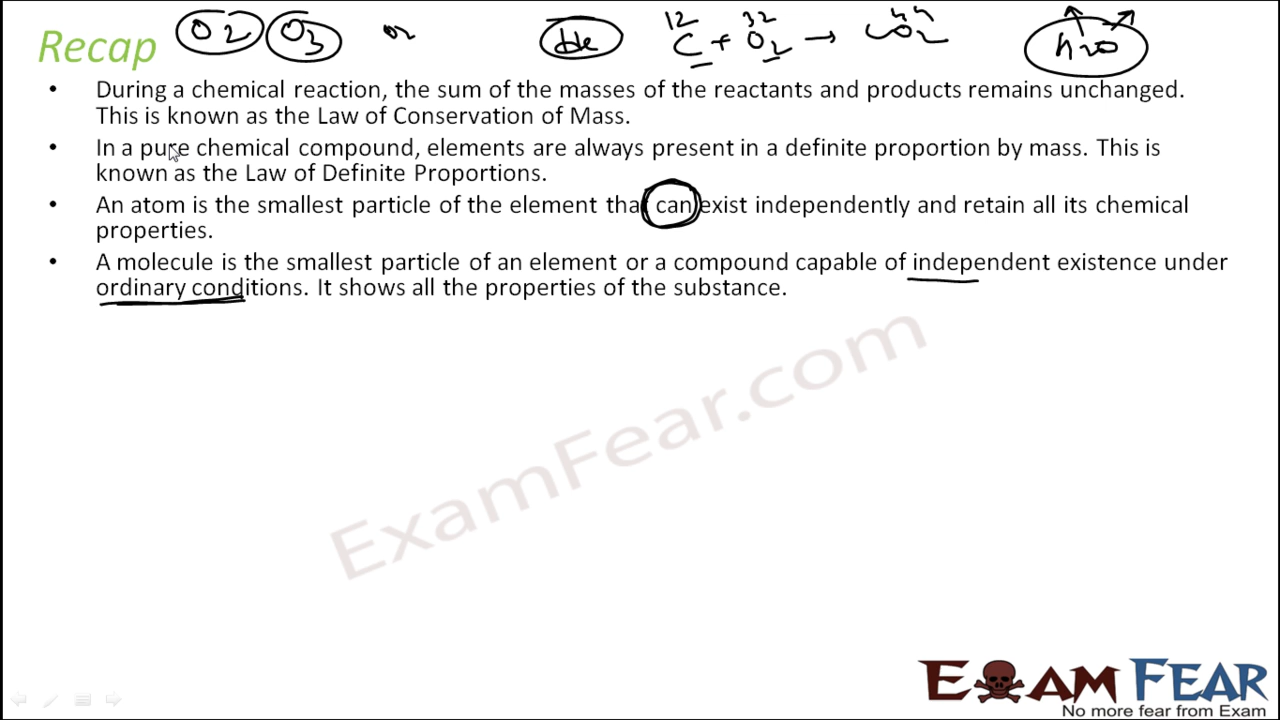 O2 O3 or He 12 32 44
C + O2 → CO2 H2O
Recap
• During a chemical reaction, the sum of the masses of the reactants and products remains unchanged.
This is known as the Law of Conservation of Mass.
• In a pure chemical compound, elements are always present in a definite proportion by mass. This is
known as the Law of Definite Proportions.
• An atom is the smallest particle of the element that can exist independently and retain all its chemical
properties.
• A molecule is the smallest particle of an element or a compound capable of independent existence under
ordinary conditions. It shows all the properties of the substance.
ExamFear.com
EXAM FEAR
No more fear from Exam